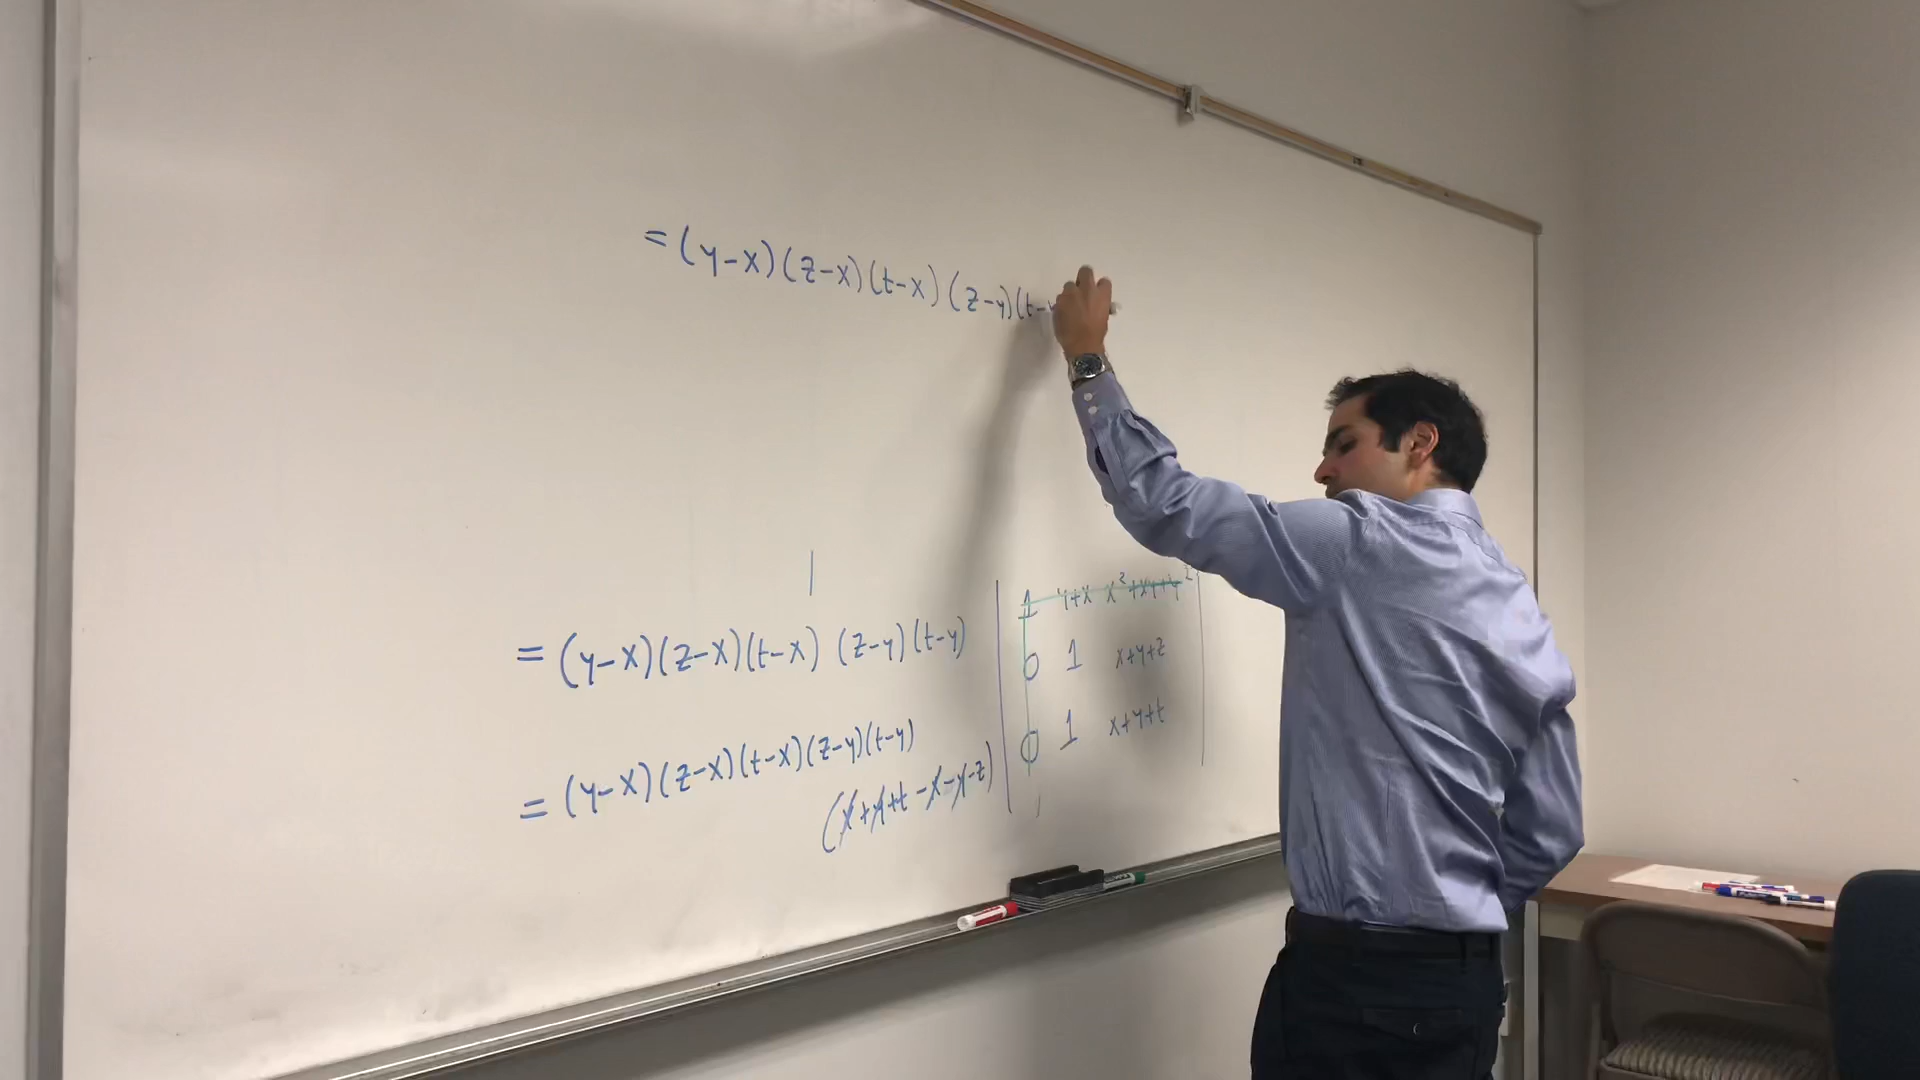 = (y-x)(z-x)(t-x)(z-y)(t-
= (y-x)(z-x)(t-x) (z-y)(t-y)
1 y+x x²+xy+y²
0 1 x+y+z
0 1 x+y+t
= (y-x)(z-x)(t-x)(z-y)(t-y)
(x+y+t-x-y-z)